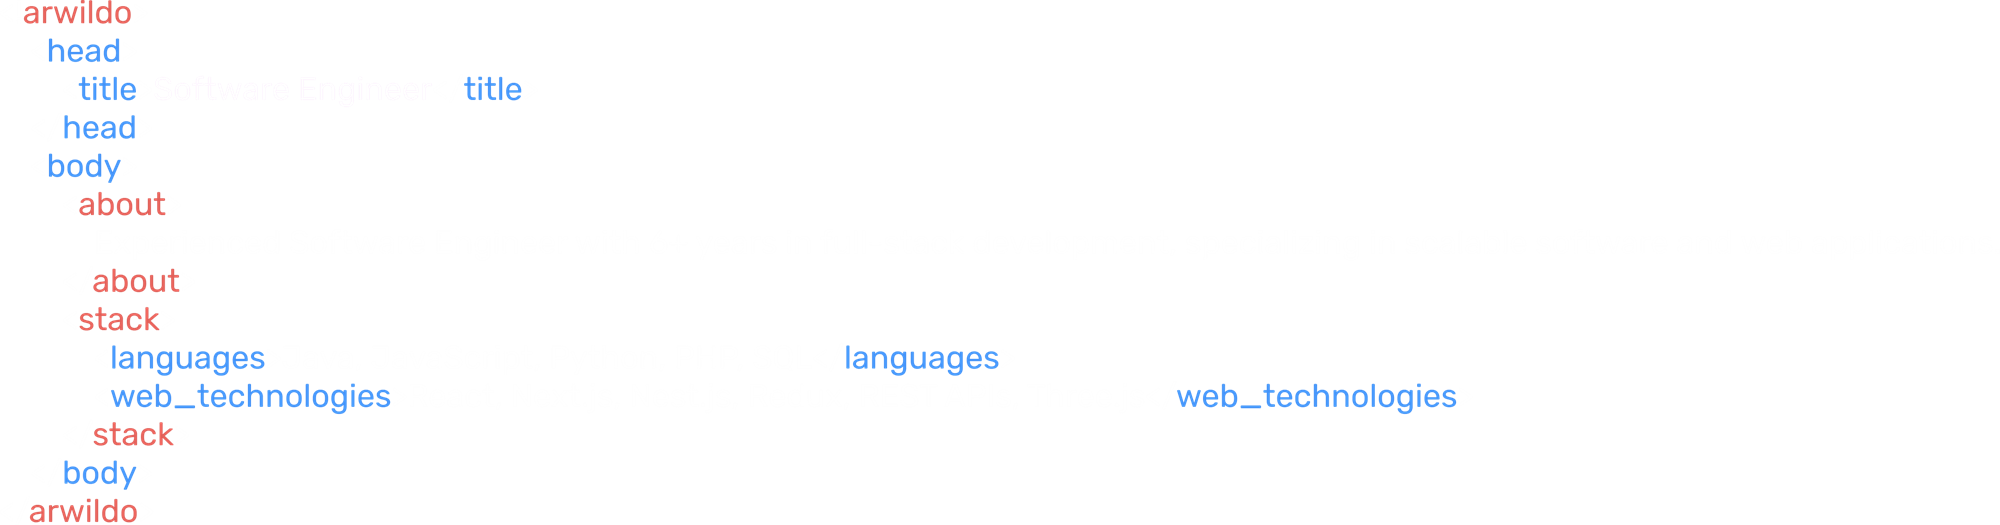 arwildo
head
title Software Engineer title
head
body
about
about
stack
languages languages
web_technologies web_technologies
stack
body
arwildo